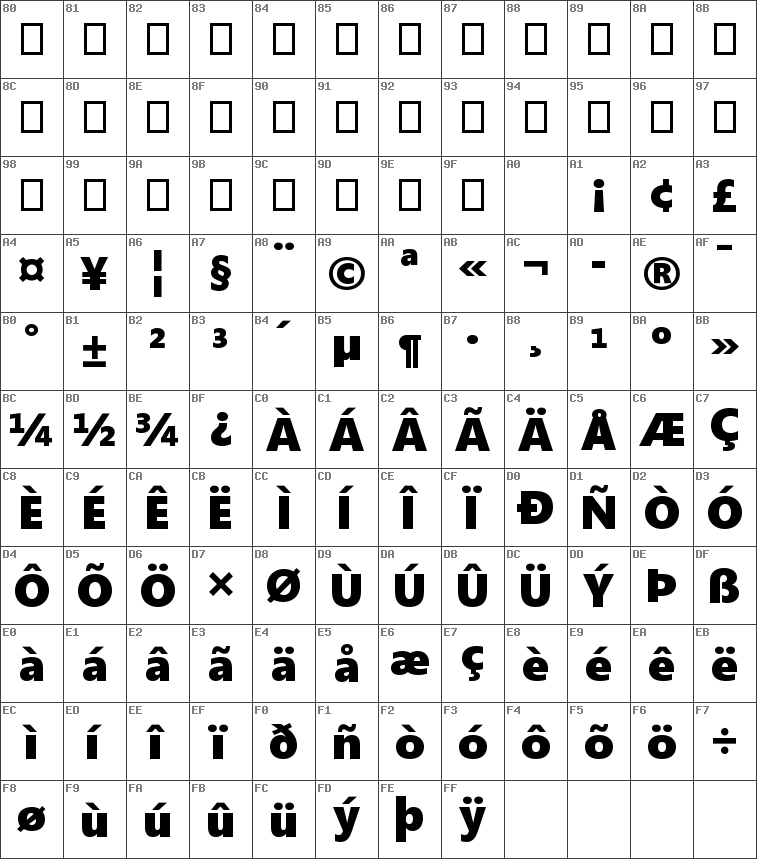 80 81 82 83 84 85 86 87 88 89 8A 8B
8C 8D 8E 8F 90 91 92 93 94 95 96 97
98 99 9A 9B 9C 9D 9E 9F A0 A1 A2 A3
¡ ¢ £
A4 A5 A6 A7 A8 A9 AA AB AC AD AE AF
¤ ¥ ¦ § ¨ © ª « ¬ - ® ¯
B0 B1 B2 B3 B4 B5 B6 B7 B8 B9 BA BB
° ± ² ³ ´ µ ¶ · ¸ ¹ º »
BC BD BE BF C0 C1 C2 C3 C4 C5 C6 C7
¼ ½ ¾ ¿ À Á Â Ã Ä Å Æ Ç
C8 C9 CA CB CC CD CE CF D0 D1 D2 D3
È É Ê Ë Ì Í Î Ï Ð Ñ Ò Ó
D4 D5 D6 D7 D8 D9 DA DB DC DD DE DF
Ô Õ Ö × Ø Ù Ú Û Ü Ý Þ ß
E0 E1 E2 E3 E4 E5 E6 E7 E8 E9 EA EB
à á â ã ä å æ ç è é ê ë
EC ED EE EF F0 F1 F2 F3 F4 F5 F6 F7
ì í î ï ð ñ ò ó ô õ ö ÷
F8 F9 FA FB FC FD FE FF
ø ù ú û ü ý þ ÿ